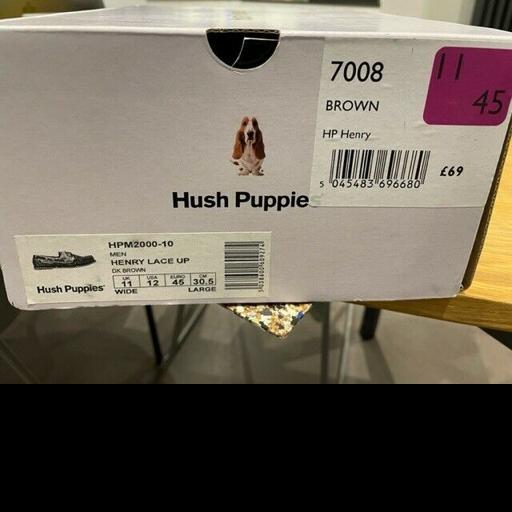 7008
BROWN
HP Henry
11
45
5 045483 696680
£69
Hush Puppie
HPM2000-10
MEN
HENRY LACE UP
DK BROWN
UK USA EURO CM
11 12 45 30.5
WIDE LARGE
Hush Puppies